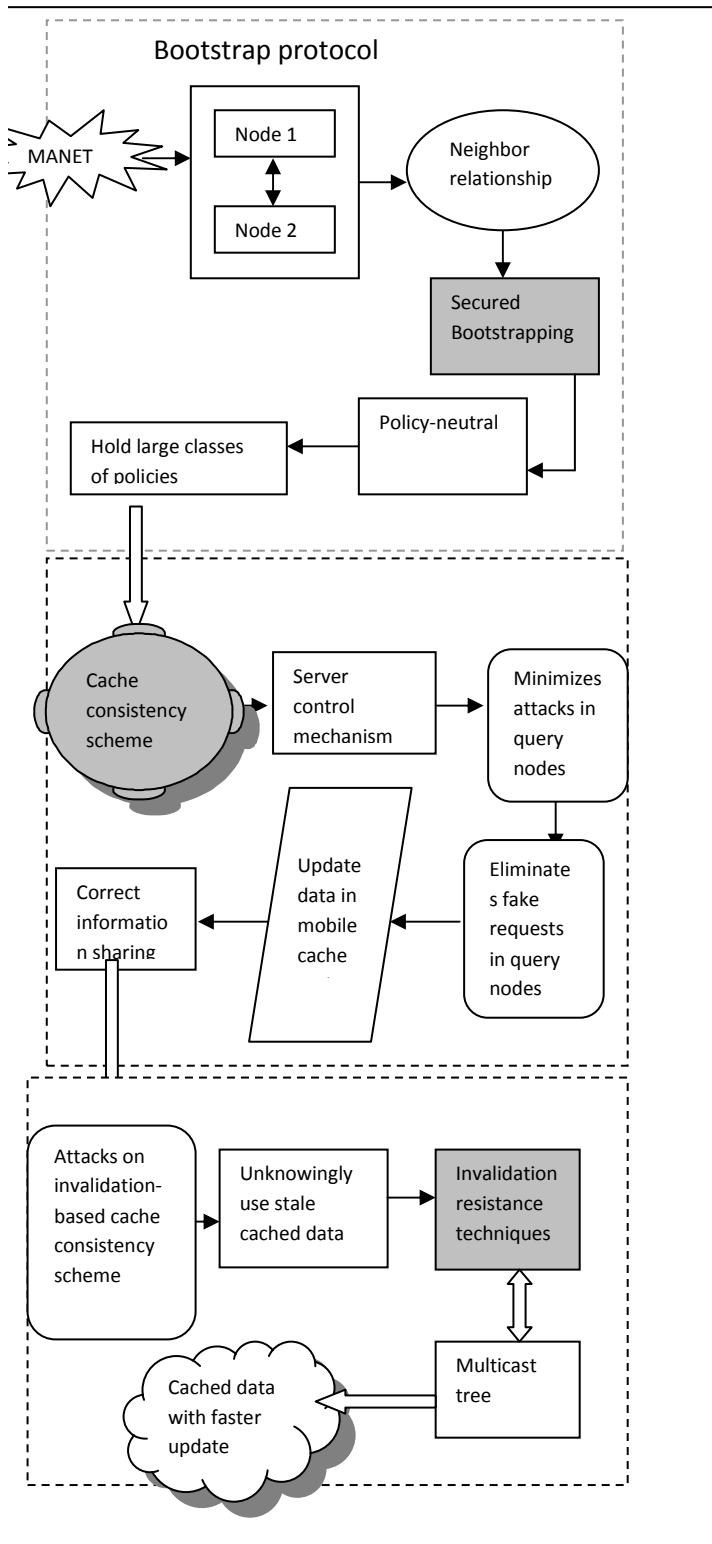 Bootstrap protocol
MANET
Node 1
Node 2
Neighbor
relationship
Secured
Bootstrapping
Policy-neutral
Hold large classes
of policies
Cache
consistency
scheme
Server
control
mechanism
Minimizes
attacks in
query
nodes
Eliminate
s fake
requests
in query
nodes
Update
data in
mobile
cache
Correct
informatio
n sharing
Attacks on
invalidation-
based cache
consistency
scheme
Unknowingly
use stale
cached data
Invalidation
resistance
techniques
Multicast
tree
Cached data
with faster
update